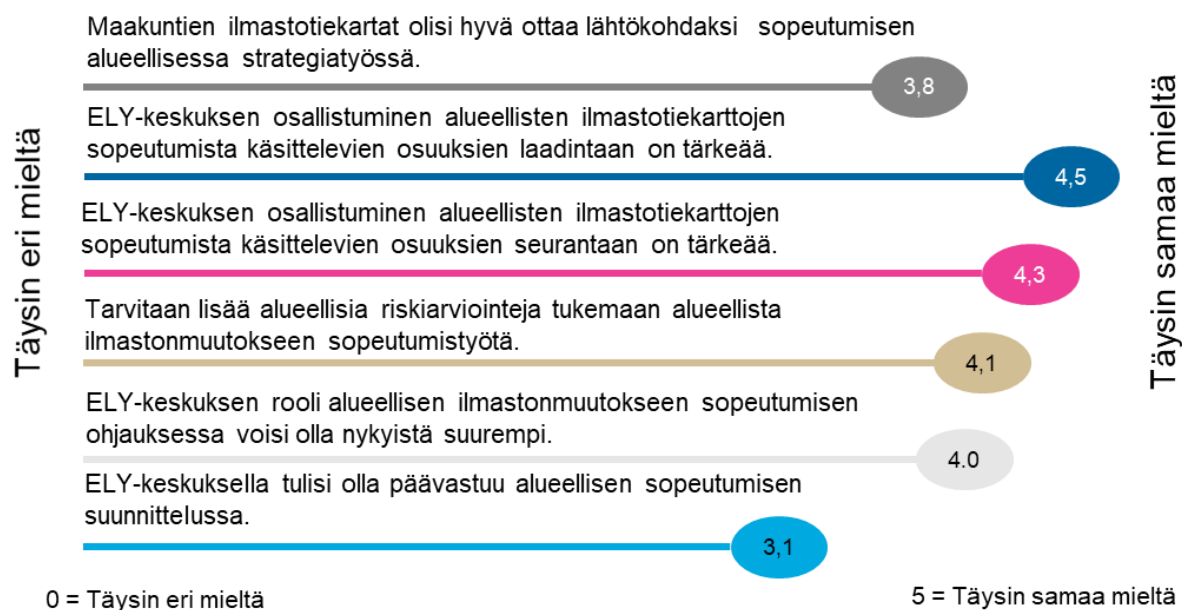 Maakuntien ilmastotiekartat olisi hyvä ottaa lähtökohdaksi sopeutumisen
alueellisessa strategiatyössä.
3,8
ELY-keskuksen osallistuminen alueellisten ilmastotiekarttojen
sopeutumista käsittelevien osuuksien laadintaan on tärkeää.
4,5
ELY-keskuksen osallistuminen alueellisten ilmastotiekarttojen
sopeutumista käsittelevien osuuksien seurantaan on tärkeää.
4,3
Tarvitaan lisää alueellisia riskiarviointeja tukemaan alueellista
ilmastonmuutokseen sopeutumistyötä.
4,1
ELY-keskuksen rooli alueellisen ilmastonmuutokseen sopeutumisen
ohjauksessa voisi olla nykyistä suurempi.
4.0
ELY-keskuksella tulisi olla päävastuu alueellisen sopeutumisen
suunnittelussa.
3,1
Täysin eri mieltä
Täysin samaa mieltä
0 = Täysin eri mieltä
5 = Täysin samaa mieltä